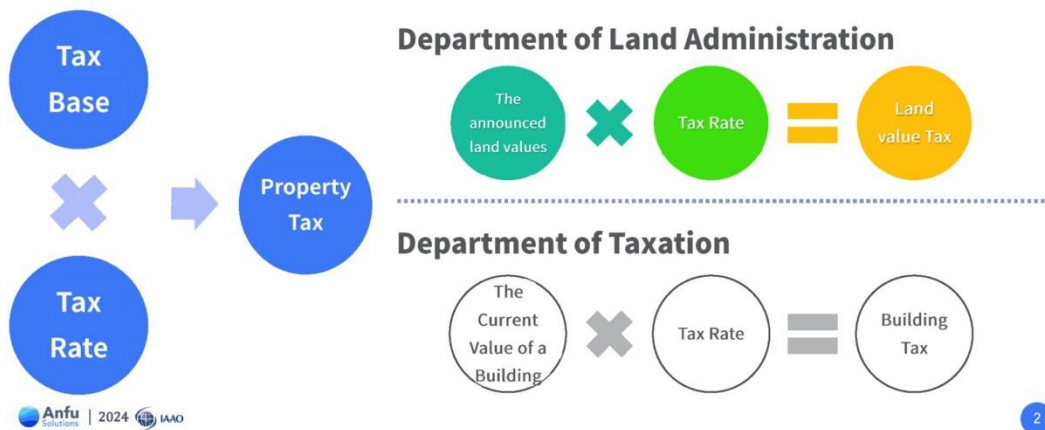 Tax
Base
Tax
Rate
Property
Tax
Department of Land Administration
The
announced
land values
Tax Rate
Land
value Tax
Department of Taxation
The
Current
Value of a
Building
Tax Rate
Building
Tax
Anfu
Solutions
| 2024
IAAO
2